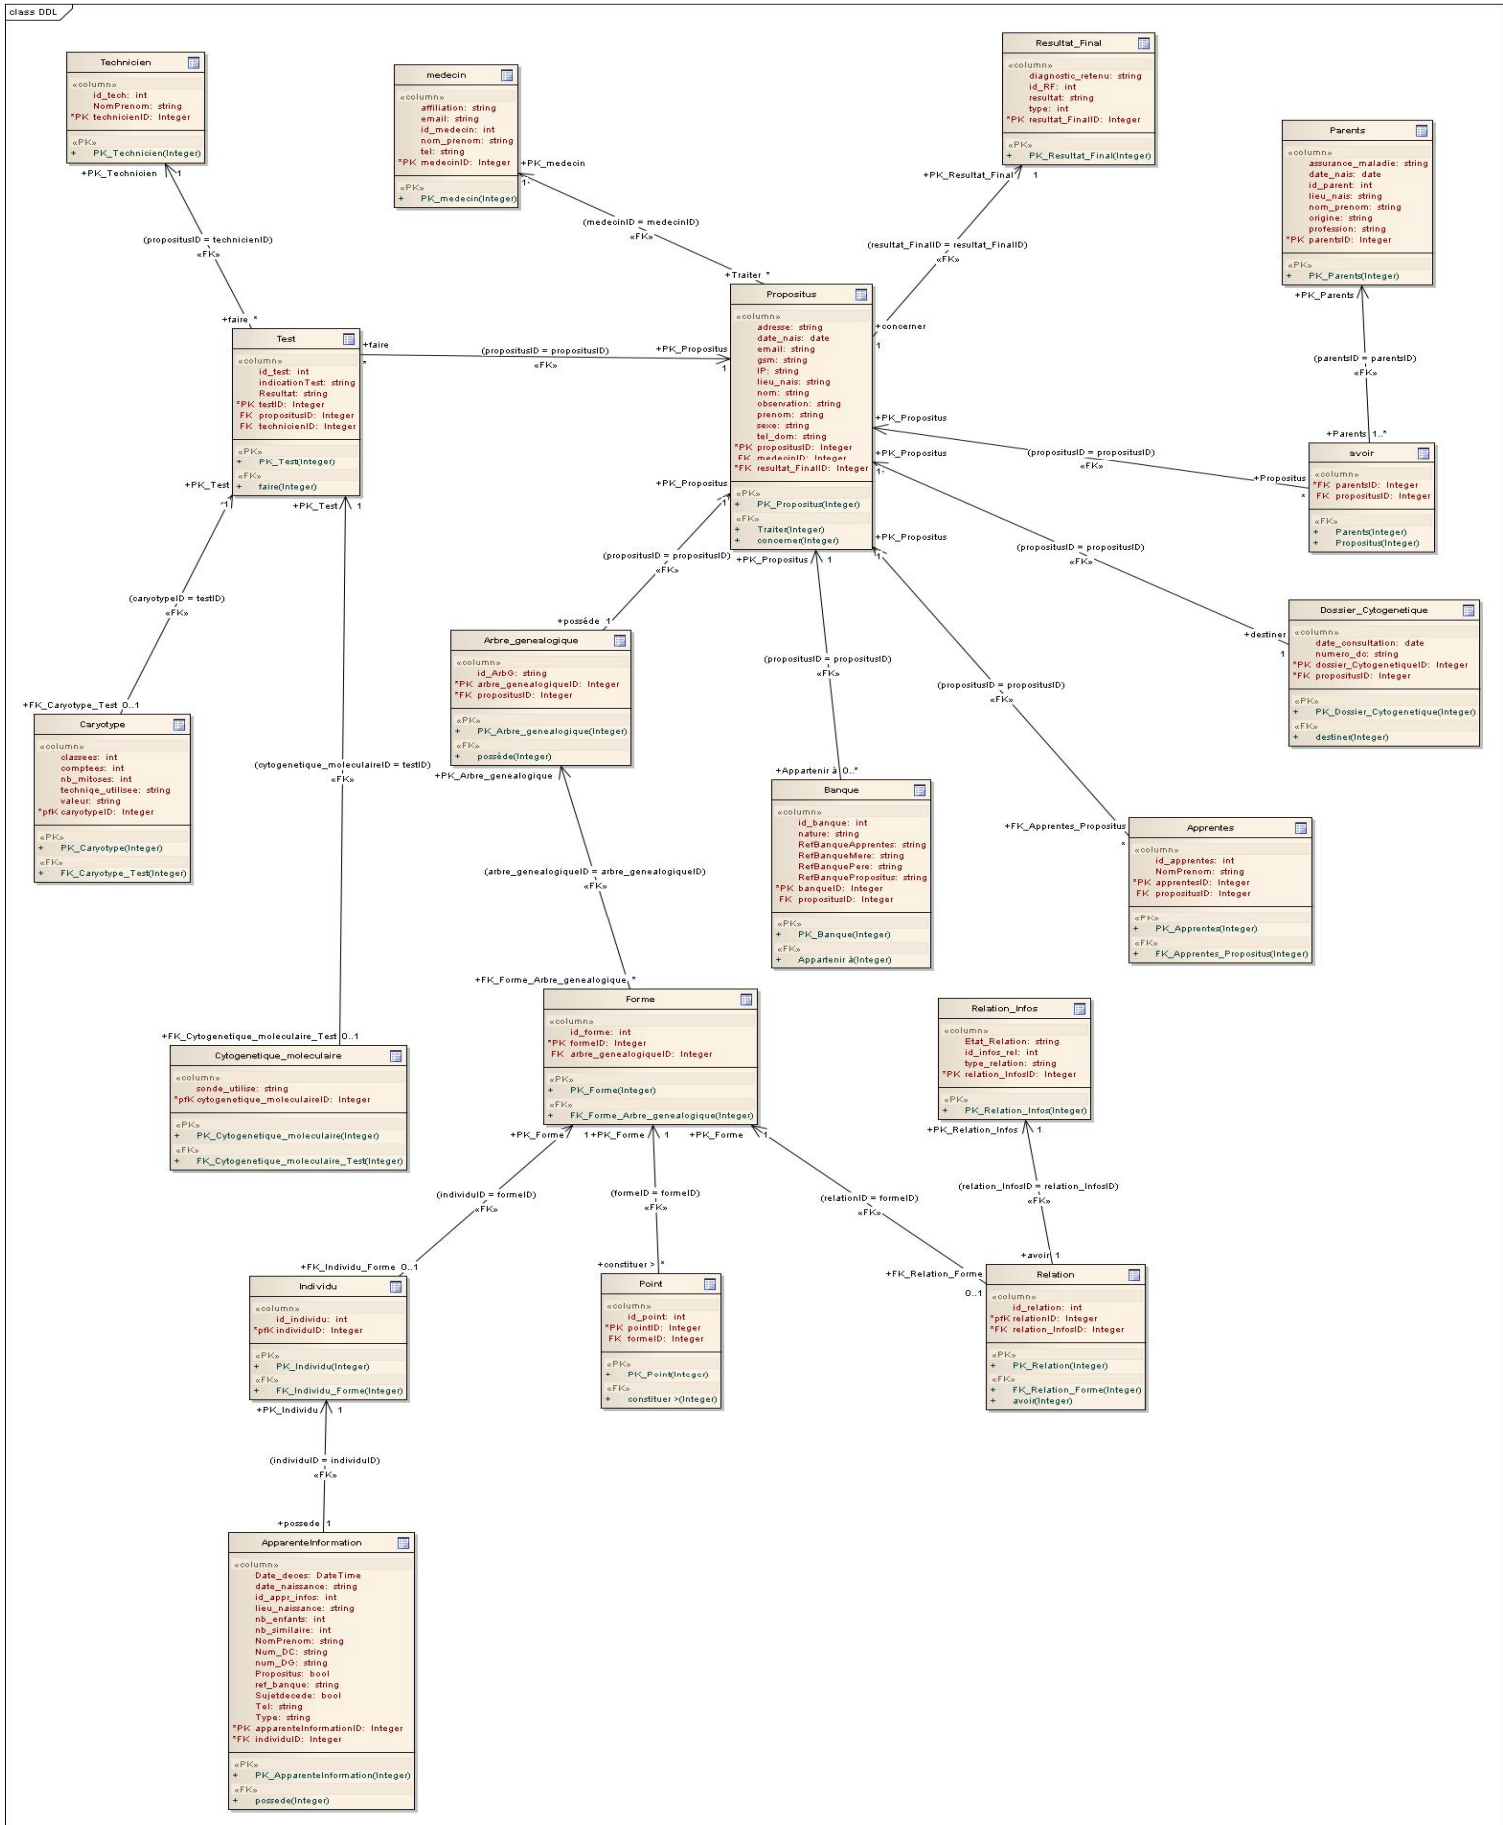 class DDL
Technicien
«column»
id_tech: int
NomPrenom: string
*PK technicienID: Integer
«PK»
+ PK_Technicien(Integer)
+PK_Technicien 1
(propositusID = technicienID)
«FK»
+faire *
medecin
«column»
affiliation: string
email: string
id_medecin: int
nom_prenom: string
tel: string
*PK medecinID: Integer
«PK»
+ PK_medecin(Integer)
+PK_medecin
1
(medecinID = medecinID)
«FK»
+Traiter *
Resultat_Final
«column»
diagnostic_retenu: string
id_RF: int
resultat: string
type: int
*PK resultat_FinalID: Integer
«PK»
+ PK_Resultat_Final(Integer)
+PK_Resultat_Final 1
(resultat_FinalID = resultat_FinalID)
«FK»
+concerner
1
Parents
«column»
assurance_maladie: string
date_nais: date
id_parent: int
lieu_nais: string
nom_prenom: string
origine: string
profession: string
*PK parentsID: Integer
«PK»
+ PK_Parents(Integer)
+PK_Parents 1
(parentsID = parentsID)
«FK»
+Parents 1..*
Test
«column»
id_test: int
indicationTest: string
Resultat: string
*PK testID: Integer
FK propositusID: Integer
FK technicienID: Integer
«PK»
+ PK_Test(Integer)
«FK»
+ faire(Integer)
+faire
*
(propositusID = propositusID)
«FK»
+PK_Propositus
1
Propositus
«column»
adresse: string
date_nais: date
email: string
gsm: string
IP: string
lieu_nais: string
nom: string
observation: string
prenom: string
sexe: string
tel_dom: string
*PK propositusID: Integer
FK medecinID: Integer
*FK resultat_FinalID: Integer
«PK»
+ PK_Propositus(Integer)
«FK»
+ Traiter(Integer)
+ concerner(Integer)
+PK_Propositus
1
(propositusID = propositusID)
«FK»
+Propositus
*
avoir
«column»
*FK parentsID: Integer
FK propositusID: Integer
«FK»
+ Parents(Integer)
+ Propositus(Integer)
+PK_Propositus
1
(propositusID = propositusID)
«FK»
+destiner
1
Dossier_Cytogenetique
«column»
date_consultation: date
numero_dc: string
*PK dossier_CytogenetiqueID: Integer
*FK propositusID: Integer
«PK»
+ PK_Dossier_Cytogenetique(Integer)
«FK»
+ destiner(Integer)
+PK_Test
1
+PK_Test 1
+PK_Propositus
1
(propositusID = propositusID)
«FK»
+posséde 1
+PK_Propositus 1
+PK_Propositus
1
(caryotypeID = testID)
«FK»
+FK_Caryotype_Test 0..1
Caryotype
«column»
classees: int
comptees: int
nb_mitoses: int
techniqe_utilisee: string
valeur: string
*pfK caryotypeID: Integer
«PK»
+ PK_Caryotype(Integer)
«FK»
+ FK_Caryotype_Test(Integer)
Arbre_genealogique
«column»
id_ArbG: string
*PK arbre_genealogiqueID: Integer
*FK propositusID: Integer
«PK»
+ PK_Arbre_genealogique(Integer)
«FK»
+ posséde(Integer)
+PK_Arbre_genealogique 1
(propositusID = propositusID)
«FK»
+Appartenir à 0..*
Banque
«column»
id_banque: int
nature: string
RefBanqueApprentes: string
RefBanqueMere: string
RefBanquePere: string
RefBanquePropositus: string
*PK banqueID: Integer
FK propositusID: Integer
«PK»
+ PK_Banque(Integer)
«FK»
+ Appartenir à(Integer)
(propositusID = propositusID)
«FK»
+FK_Apprentes_Propositus
*
Apprentes
«column»
id_apprentes: int
NomPrenom: string
*PK apprentesID: Integer
FK propositusID: Integer
«PK»
+ PK_Apprentes(Integer)
«FK»
+ FK_Apprentes_Propositus(Integer)
(cytogenetique_moleculaireID = testID)
«FK»
+FK_Cytogenetique_moleculaire_Test 0..1
Cytogenetique_moleculaire
«column»
sonde_utilise: string
*pfK cytogenetique_moleculaireID: Integer
«PK»
+ PK_Cytogenetique_moleculaire(Integer)
«FK»
+ FK_Cytogenetique_moleculaire_Test(Integer)
(arbre_genealogiqueID = arbre_genealogiqueID)
«FK»
+FK_Forme_Arbre_genealogique *
Forme
«column»
id_forme: int
*PK formeID: Integer
FK arbre_genealogiqueID: Integer
«PK»
+ PK_Forme(Integer)
«FK»
+ FK_Forme_Arbre_genealogique(Integer)
+PK_Forme 1
+PK_Forme 1
+PK_Forme 1
Relation_Infos
«column»
Etat_Relation: string
id_infos_rel: int
type_relation: string
*PK relation_InfosID: Integer
«PK»
+ PK_Relation_Infos(Integer)
+PK_Relation_Infos 1
(individuID = formeID)
«FK»
+FK_Individu_Forme 0..1
(formeID = formeID)
«FK»
+constituer > *
(relationID = formeID)
«FK»
+FK_Relation_Forme
0..1
(relation_InfosID = relation_InfosID)
«FK»
+avoir 1
Individu
«column»
id_individu: int
*pfK individuID: Integer
«PK»
+ PK_Individu(Integer)
«FK»
+ FK_Individu_Forme(Integer)
+PK_Individu 1
Point
«column»
id_point: int
*PK pointID: Integer
FK formeID: Integer
«PK»
+ PK_Point(Integer)
«FK»
+ constituer >(Integer)
Relation
«column»
id_relation: int
*pfK relationID: Integer
*FK relation_InfosID: Integer
«PK»
+ PK_Relation(Integer)
«FK»
+ FK_Relation_Forme(Integer)
+ avoir(Integer)
(individuID = individuID)
«FK»
+possede 1
ApparenteInformation
«column»
Date_deces: DateTime
date_naissance: string
id_appr_infos: int
lieu_naissance: string
nb_enfants: int
nb_similaire: int
NomPrenom: string
Num_DC: string
num_DG: string
Propositus: bool
ref_banque: string
Sujetdecede: bool
Tel: string
Type: string
*PK apparenteInformationID: Integer
*FK individuID: Integer
«PK»
+ PK_ApparenteInformation(Integer)
«FK»
+ possede(Integer)